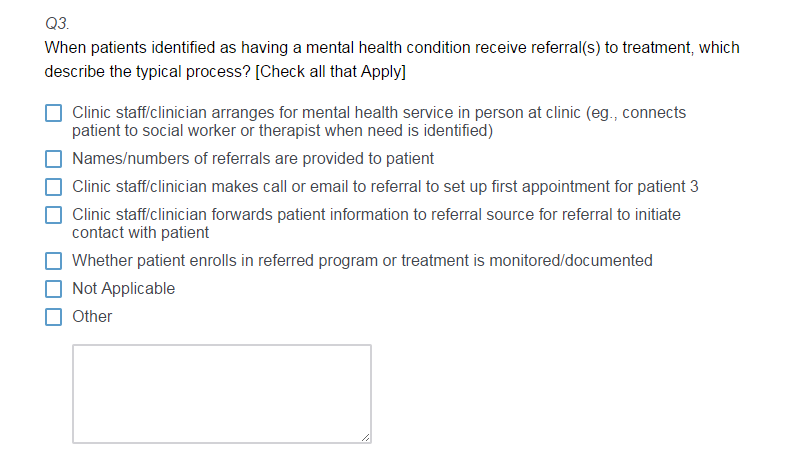 Q3.
When patients identified as having a mental health condition receive referral(s) to treatment, which
describe the typical process? [Check all that Apply]
Clinic staff/clinician arranges for mental health service in person at clinic (eg., connects
patient to social worker or therapist when need is identified)
Names/numbers of referrals are provided to patient
Clinic staff/clinician makes call or email to referral to set up first appointment for patient 3
Clinic staff/clinician forwards patient information to referral source for referral to initiate
contact with patient
Whether patient enrolls in referred program or treatment is monitored/documented
Not Applicable
Other